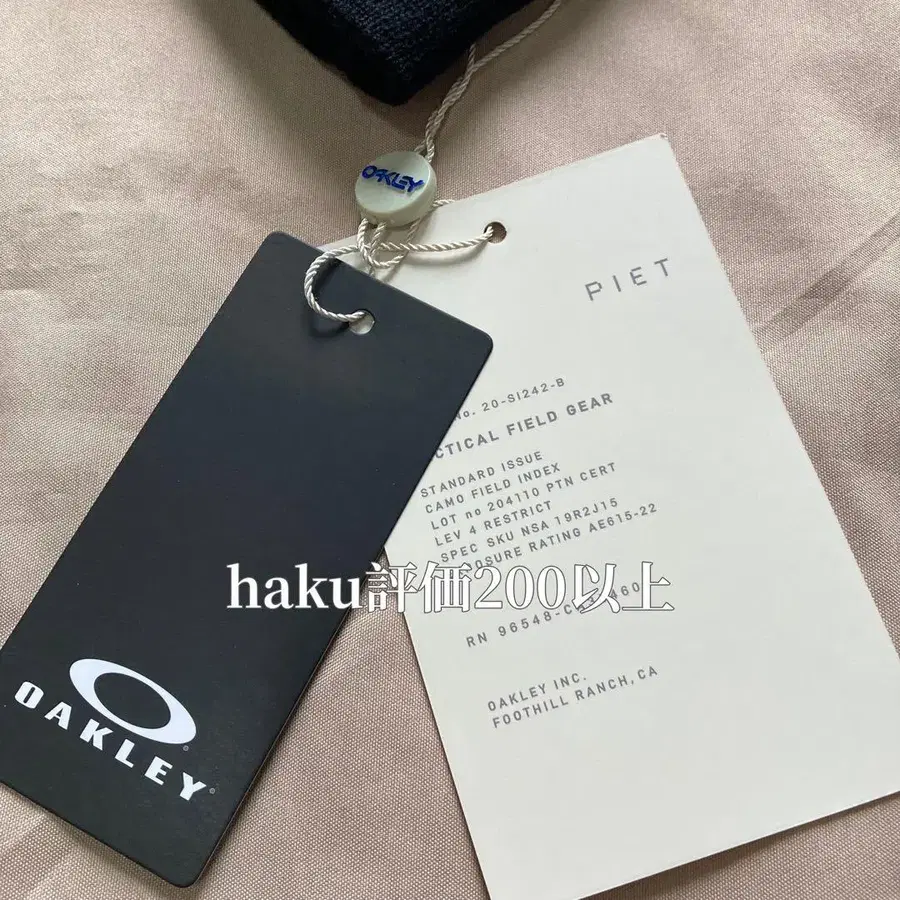 OAKLEY
PIET
No. 20-SI242-B
CTICAL FIELD GEAR
STANDARD ISSUE
CAMO FIELD INDEX
LOT no 204110 PTN CERT
LEV 4 RESTRICT
SPEC SKU NSA 19R2J15
OSURE RATING AE615-22
haku評価200以上
RN 96548-
OAKLEY INC.
FOOTHILL RANCH, CA
OAKLEY